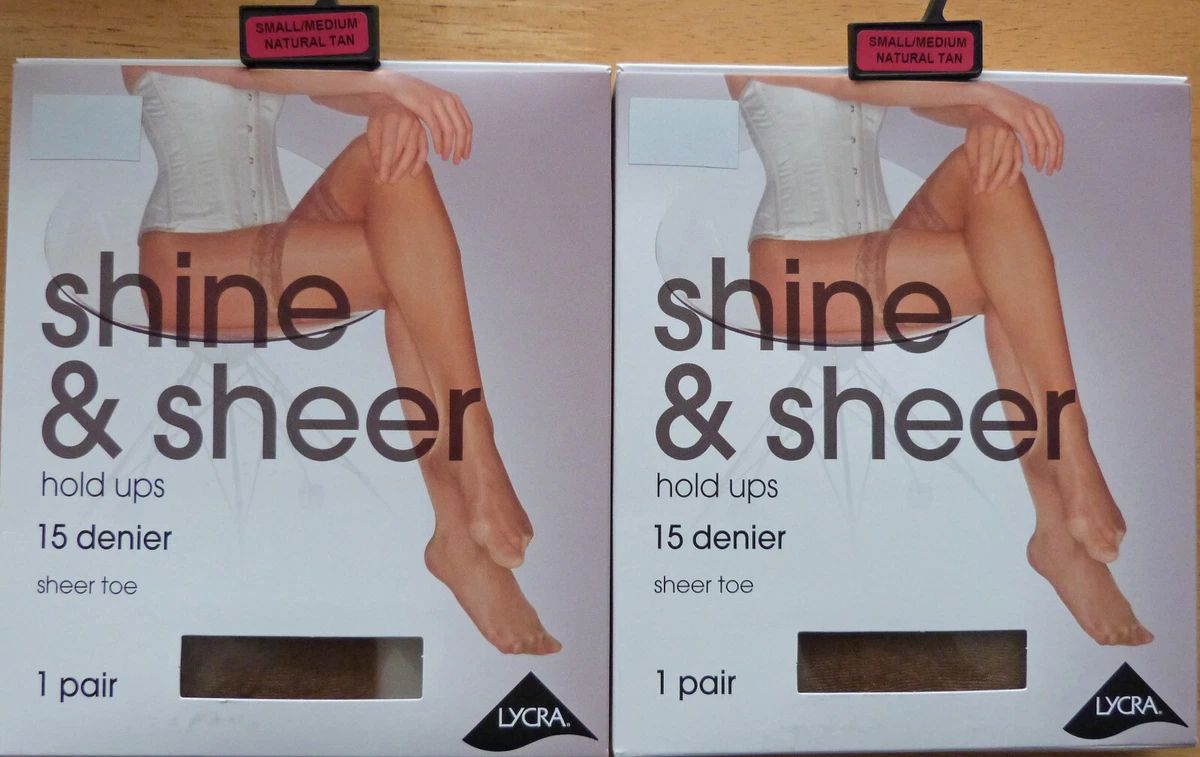 SMALL/MEDIUM
NATURAL TAN
shine
& sheer
hold ups
15 denier
sheer toe
1 pair
LYCRA.
SMALL/MEDIUM
NATURAL TAN
shine
& sheer
hold ups
15 denier
sheer toe
1 pair
LYCRA.